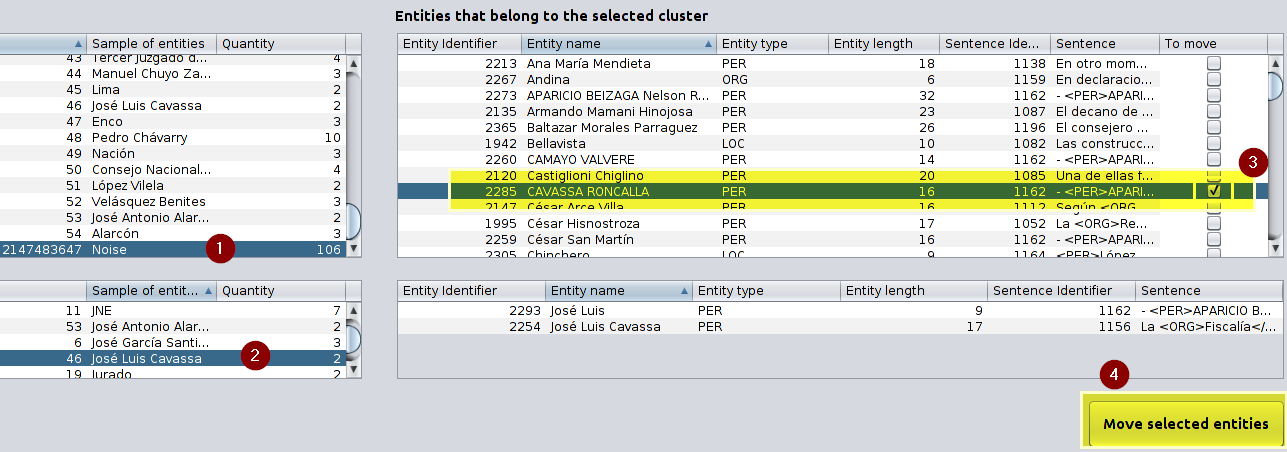 Entities that belong to the selected cluster
Sample of entities Quantity
43 Tercer Juzgado d... 4
44 Manuel Chuyo Za... 3
45 Lima 2
46 José Luis Cavassa 2
47 Enco 3
48 Pedro Chávarry 10
49 Nación 3
50 Consejo Nacional... 4
51 López Vilela 2
52 Velásquez Benites 3
53 José Antonio Alar... 2
54 Alarcón 3
2147483647 Noise 1 106
Entity Identifier Entity name Entity type Entity length Sentence Ide... Sentence To move
2213 Ana María Mendieta PER 18 1138 En otro mom...
2267 Andina ORG 6 1159 En declaracio...
2273 APARICIO BEIZAGA Nelson R... PER 32 1162 - <PER>APARI...
2135 Armando Mamani Hinojosa PER 23 1087 El decano de ...
2365 Baltazar Morales Parraguez PER 26 1196 El consejero ...
1942 Bellavista LOC 10 1082 Las construcc...
2260 CAMAYO VALVERE PER 14 1162 - <PER>APARI...
3
2120 Castiglioni Chiglino PER 20 1085 Una de ellas f...
2285 CAVASSA RONCALLA PER 16 1162 - <PER>APARI...
2147 César Arce Villa PER 16 1112 Según <ORG...
1995 César Hisnostroza PER 17 1052 La <ORG>Re...
2259 César San Martín PER 16 1162 - <PER>APARI...
2305 Chinchero LOC 9 1164 <PER>López...
Sample of entit... Quantity
11 JNE 7
53 José Antonio Alar... 2
6 José García Santi... 3
46 José Luis Cavassa 2 2
19 Jurado 2
Entity Identifier Entity name Entity type Entity length Sentence Identifier Sentence
2293 José Luis PER 9 1162 - <PER>APARICIO B...
2254 José Luis Cavassa PER 17 1156 La <ORG>Fiscalía</...
4
Move selected entities